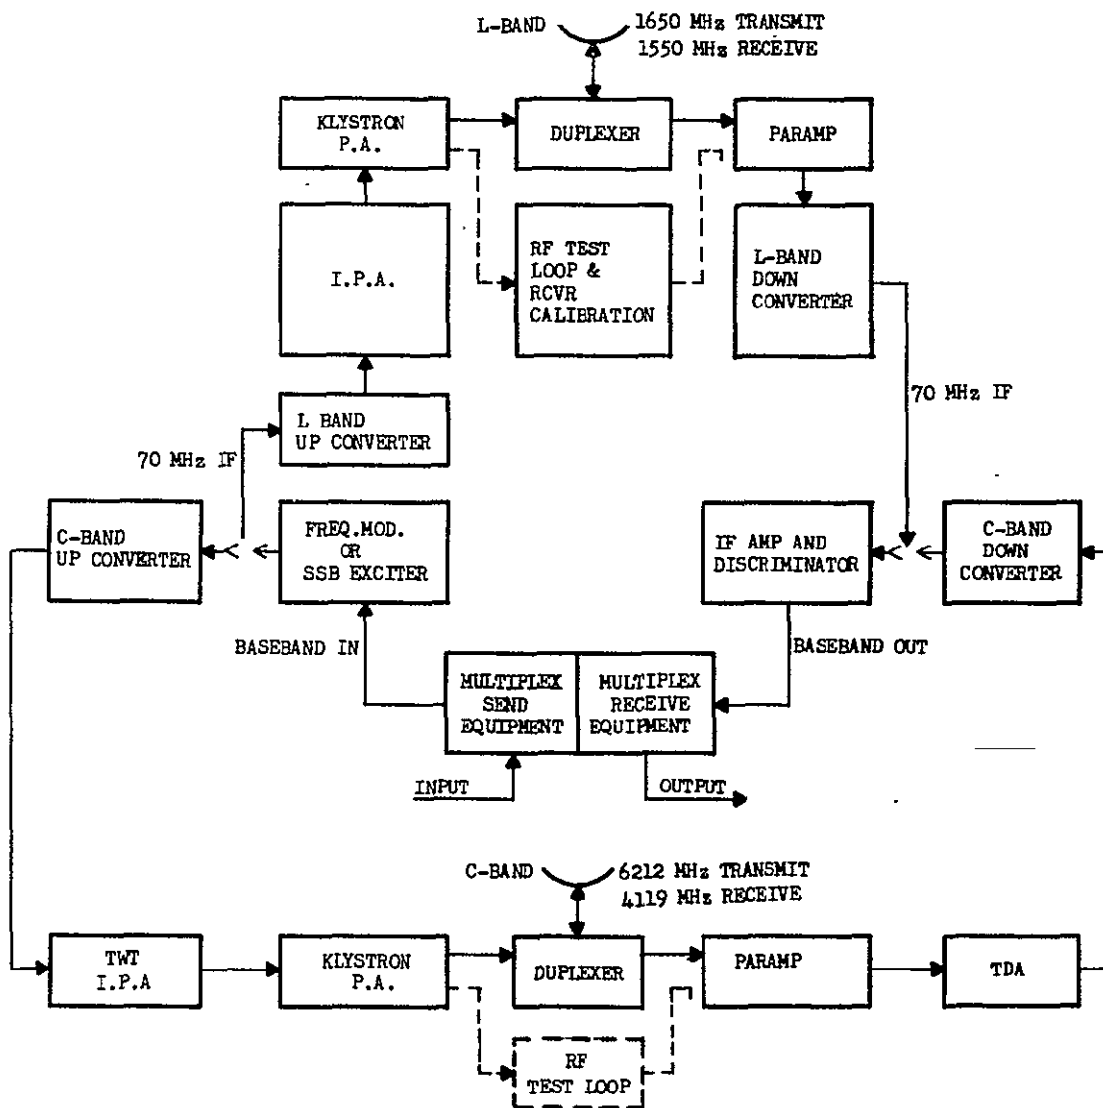 L-BAND
1650 MHz TRANSMIT
1550 MHz RECEIVE
KLYSTRON
P.A.
DUPLEXER
PARAMP
I.P.A.
RF TEST
LOOP &
RCVR
CALIBRATION
L-BAND
DOWN
CONVERTER
70 MHz IF
L BAND
UP CONVERTER
70 MHz IF
C-BAND
UP CONVERTER
FREQ.MOD.
OR
SSB EXCITER
IF AMP AND
DISCRIMINATOR
C-BAND
DOWN
CONVERTER
BASEBAND IN
BASEBAND OUT
MULTIPLEX
SEND
EQUIPMENT
MULTIPLEX
RECEIVE
EQUIPMENT
INPUT
OUTPUT
C-BAND
6212 MHz TRANSMIT
4119 MHz RECEIVE
TWT
I.P.A
KLYSTRON
P.A.
DUPLEXER
PARAMP
TDA
RF
TEST LOOP